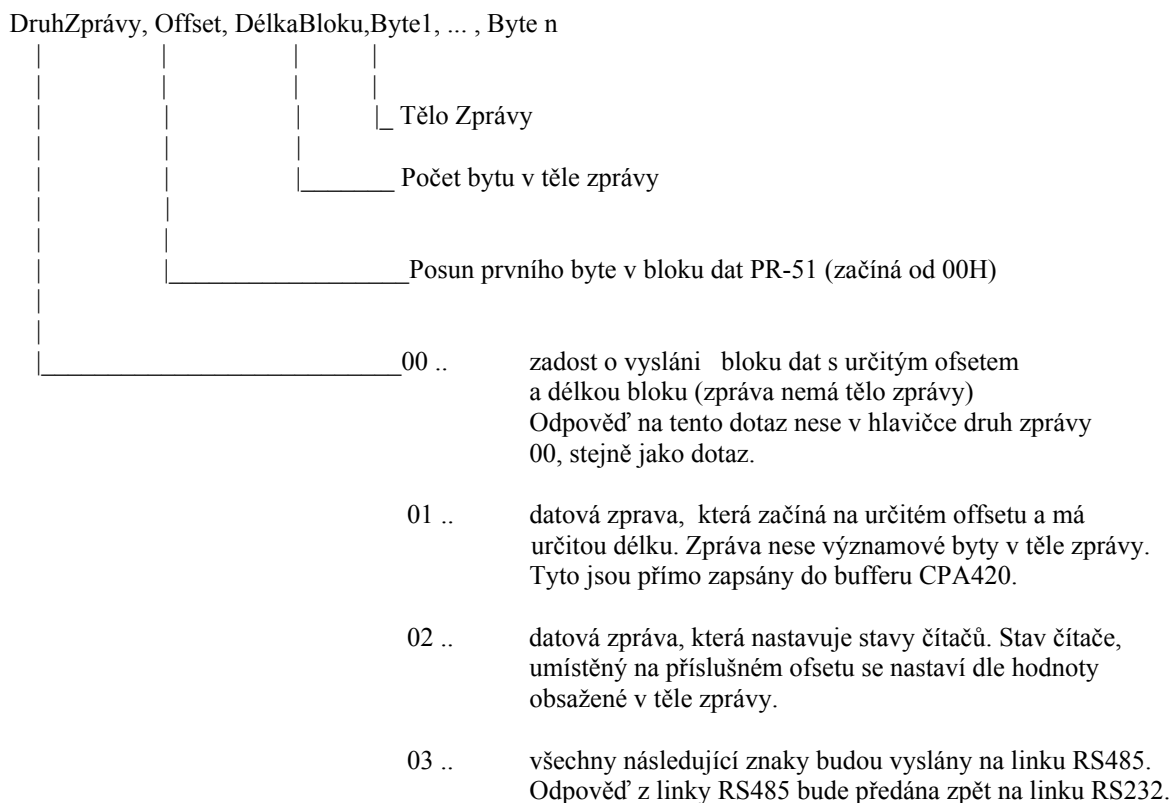 DruhZprávy, Offset, DélkaBloku,Byte1, ... , Byte n
Tělo Zprávy
Počet bytu v těle zprávy
Posun prvního byte v bloku dat PR-51 (začíná od 00H)
00 .. zadost o vysláni bloku dat s určitým ofsetem
a délkou bloku (zpráva nemá tělo zprávy)
Odpověď na tento dotaz nese v hlavičce druh zprávy
00, stejně jako dotaz.
01 .. datová zprava, která začíná na určitém offsetu a má
určitou délku. Zpráva nese významové byty v těle zprávy.
Tyto jsou přímo zapsány do bufferu CPA420.
02 .. datová zpráva, která nastavuje stavy čítačů. Stav čítače,
umístěný na příslušném ofsetu se nastaví dle hodnoty
obsažené v těle zprávy.
03 .. všechny následující znaky budou vyslány na linku RS485.
Odpověď z linky RS485 bude předána zpět na linku RS232.